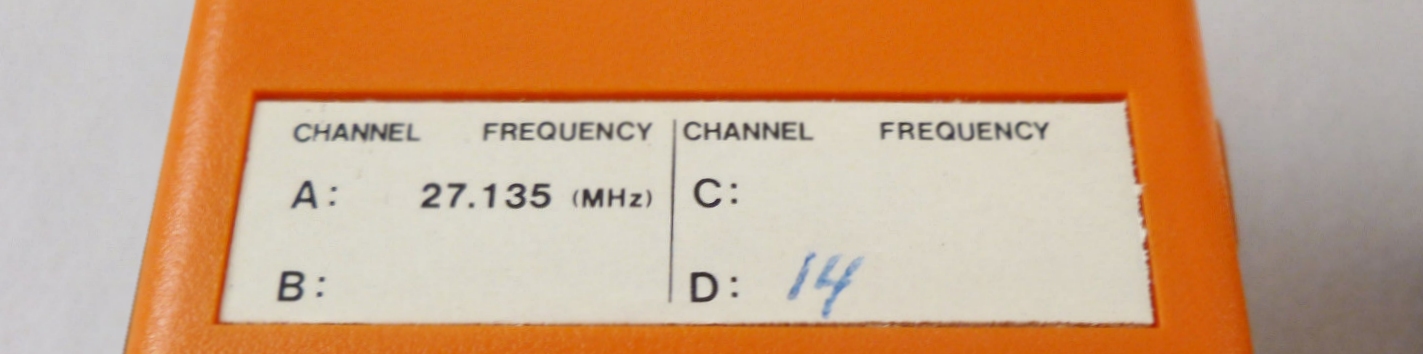 CHANNEL FREQUENCY CHANNEL FREQUENCY
A: 27.135 (MHz) C:
B: D: 14